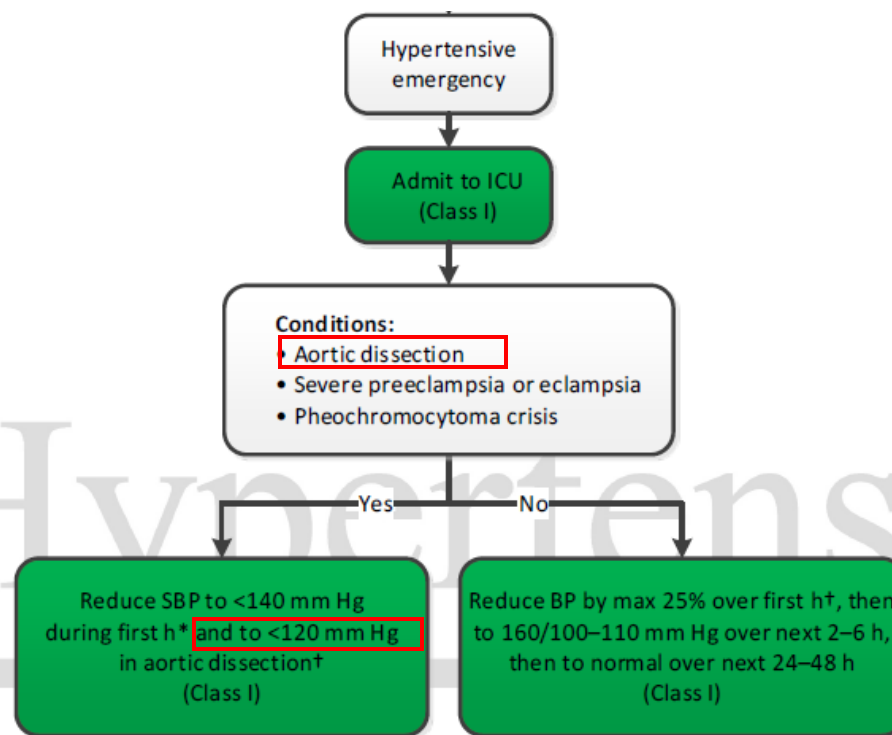 Hypertensive
emergency
Admit to ICU
(Class I)
Conditions:
• Aortic dissection
• Severe preeclampsia or eclampsia
• Pheochromocytoma crisis
Hypertens
Yes
No
Reduce SBP to <140 mm Hg
during first h* and to <120 mm Hg
in aortic dissection†
(Class I)
Reduce BP by max 25% over first h†, then
to 160/100–110 mm Hg over next 2–6 h,
then to normal over next 24–48 h
(Class I)